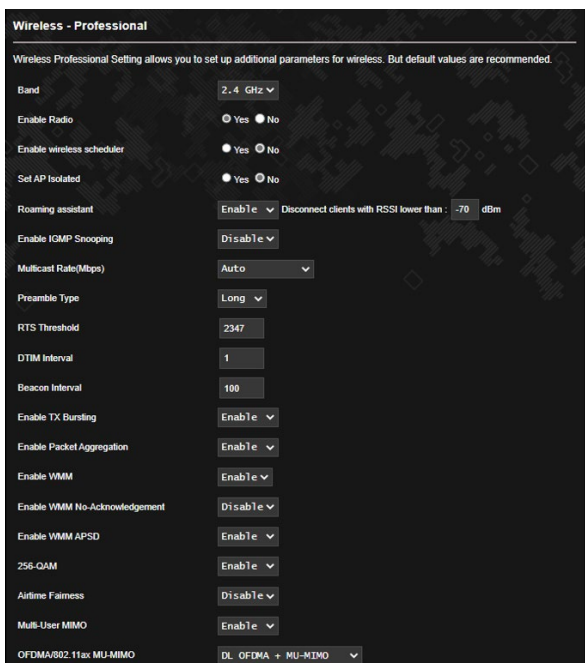 Wireless - Professional
Wireless Professional Setting allows you to set up additional parameters for wireless. But default values are recommended.
Band 2.4 GHz
Enable Radio Yes No
Enable wireless scheduler Yes No
Set AP Isolated Yes No
Roaming assistant Enable Disconnect clients with RSSI lower than : -70 dBm
Enable IGMP Snooping Disable
Multicast Rate(Mbps) Auto
Preamble Type Long
RTS Threshold 2347
DTIM Interval 1
Beacon Interval 100
Enable TX Bursting Enable
Enable Packet Aggregation Enable
Enable WMM Enable
Enable WMM No-Acknowledgement Disable
Enable WMM APSD Enable
256-QAM Enable
Airtime Fairness Disable
Multi-User MIMO Enable
OFDMA/802.11ax MU-MIMO DL OFDMA + MU-MIMO